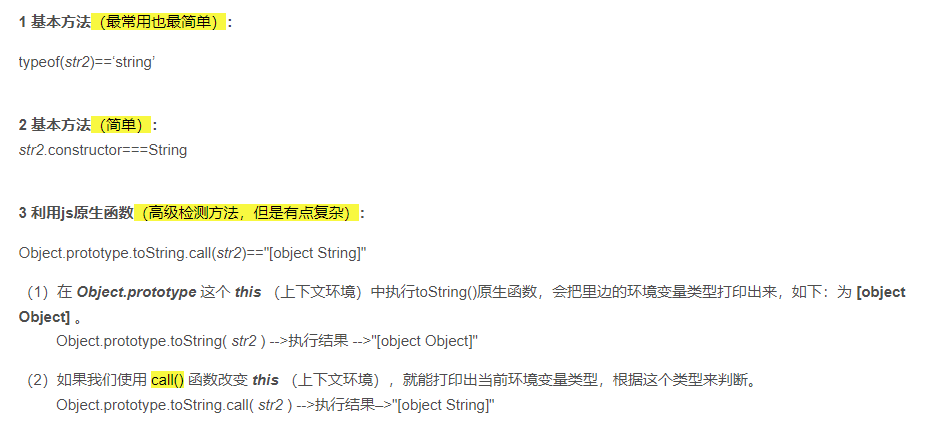 1 基本方法（最常用也最简单）：
typeof(str2)==‘string’
2 基本方法（简单）：
str2.constructor===String
3 利用js原生函数（高级检测方法，但是有点复杂）：
Object.prototype.toString.call(str2)=="[object String]"
（1）在 Object.prototype 这个 this （上下文环境）中执行toString()原生函数，会把里边的环境变量类型打印出来，如下：为 [object
Object] 。
Object.prototype.toString( str2 ) -->执行结果 -->"[object Object]"
（2）如果我们使用 call() 函数改变 this （上下文环境），就能打印出当前环境变量类型，根据这个类型来判断。
Object.prototype.toString.call( str2 ) -->执行结果–>"[object String]"